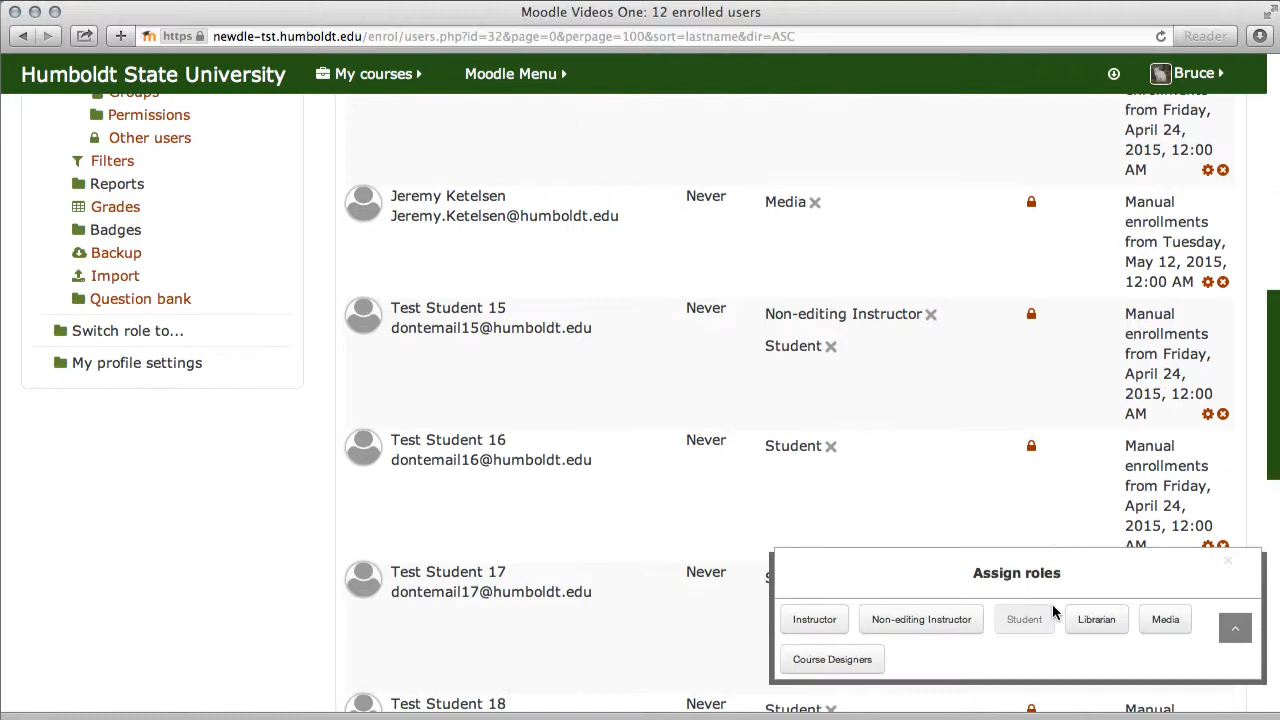 Moodle Videos One: 12 enrolled users
https newdle-tst.humboldt.edu/enrol/users.php?id=32&page=0&perpage=100&sort=lastname&dir=ASC
Reader
Humboldt State University
My courses
Moodle Menu
Bruce
Groups
Permissions
Other users
Filters
Reports
Grades
Badges
Backup
Import
Question bank
Switch role to...
My profile settings
enrollments
from Friday,
April 24,
2015, 12:00
AM
Jeremy Ketelsen
Jeremy.Ketelsen@humboldt.edu
Never
Media
Manual
enrollments
from Tuesday,
May 12, 2015,
12:00 AM
Test Student 15
dontemail15@humboldt.edu
Never
Non-editing Instructor
Student
Manual
enrollments
from Friday,
April 24,
2015, 12:00
AM
Test Student 16
dontemail16@humboldt.edu
Never
Student
Manual
enrollments
from Friday,
April 24,
2015, 12:00
AM
Test Student 17
dontemail17@humboldt.edu
Never
Assign roles
Instructor
Non-editing Instructor
Student
Librarian
Media
Course Designers
Test Student 18
Never
Student
Manual